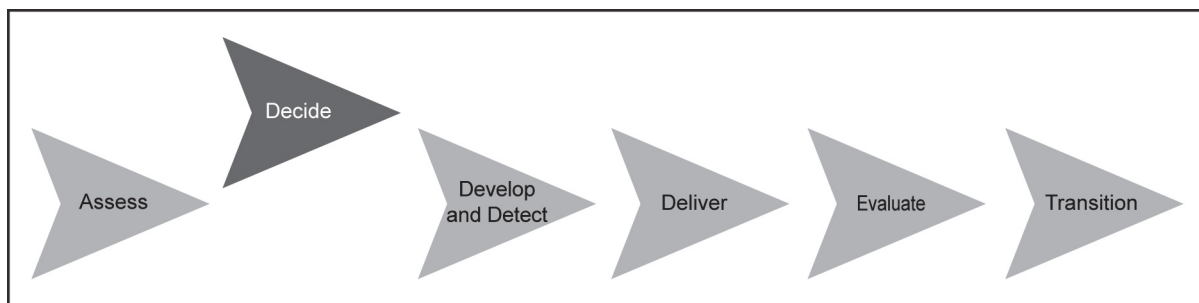 Assess
Decide
Develop
and Detect
Deliver
Evaluate
Transition